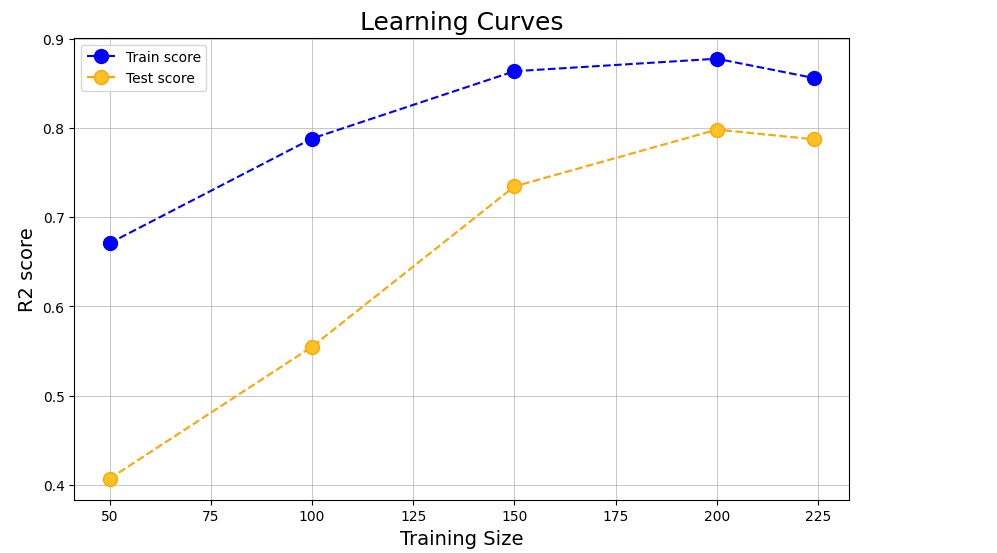 Learning Curves
Train score
Test score
0.9
0.8
0.7
0.6
0.5
0.4
R2 score
50 75 100 125 150 175 200 225
Training Size